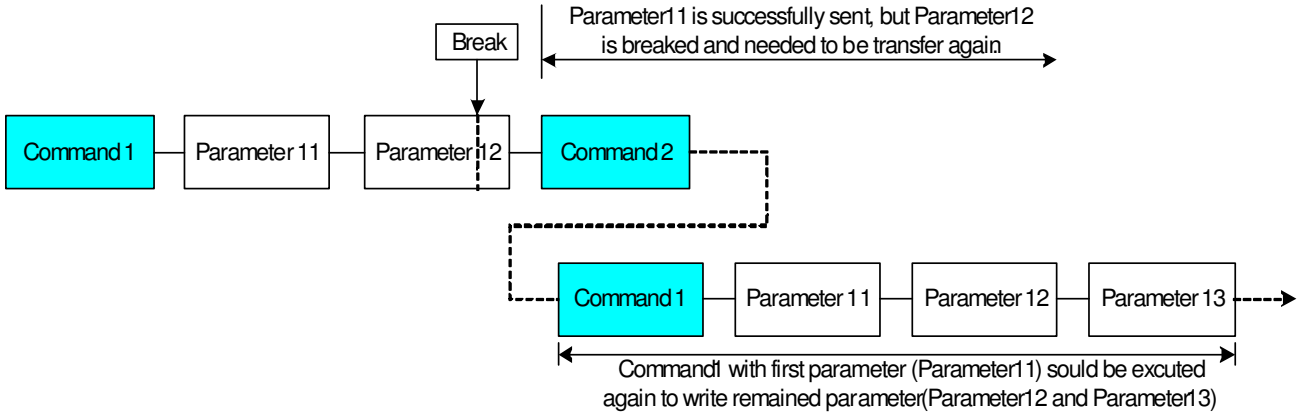 Parameter11 is successfully sent, but Parameter12
is breaked and needed to be transfer again.
Break
Command 1
Parameter 11
Parameter 12
Command 2
Command 1
Parameter 11
Parameter 12
Parameter 13
Command1 with first parameter (Parameter11) sould be excuted
again to write remained parameter(Parameter12 and Parameter13)